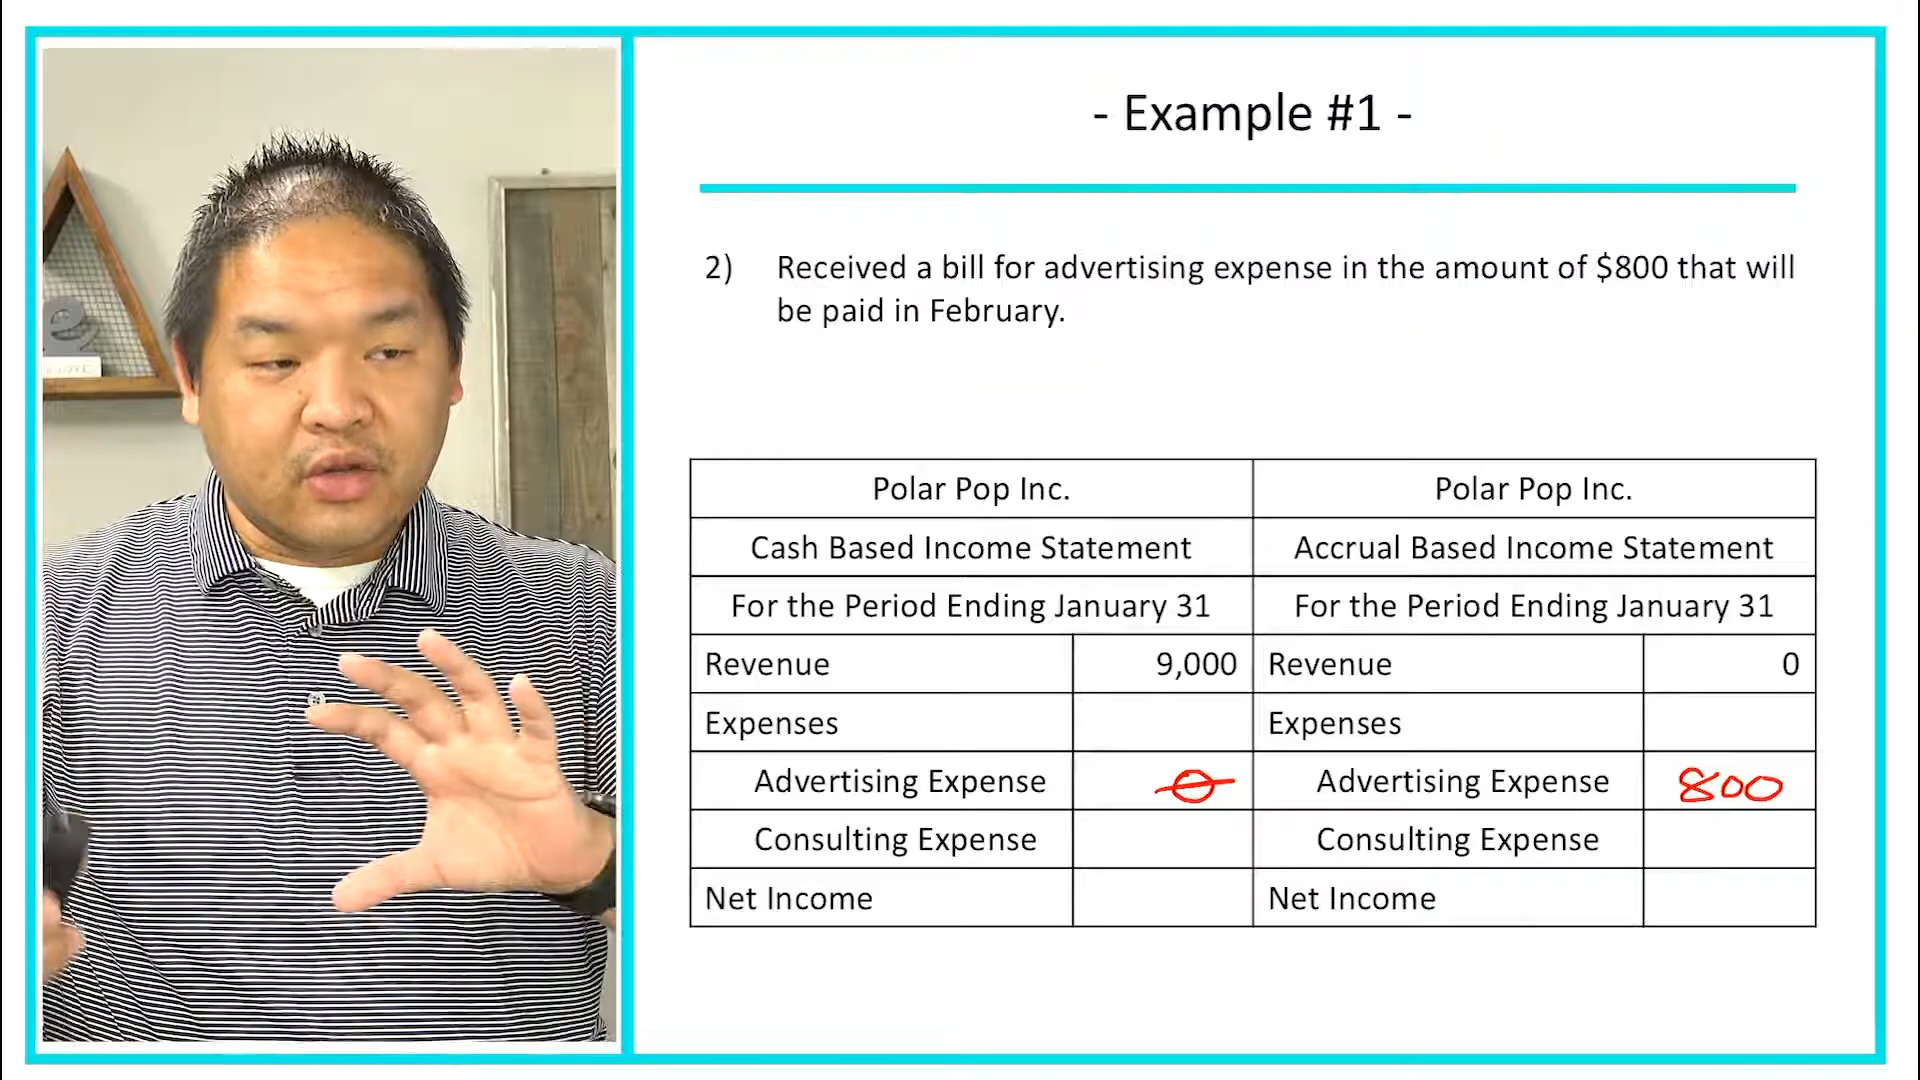 - Example #1 -
2) Received a bill for advertising expense in the amount of $800 that will
be paid in February.
Polar Pop Inc. Polar Pop Inc.
Cash Based Income Statement Accrual Based Income Statement
For the Period Ending January 31 For the Period Ending January 31
Revenue 9,000 Revenue 0
Expenses Expenses
Advertising Expense 0 Advertising Expense 800
Consulting Expense Consulting Expense
Net Income Net Income